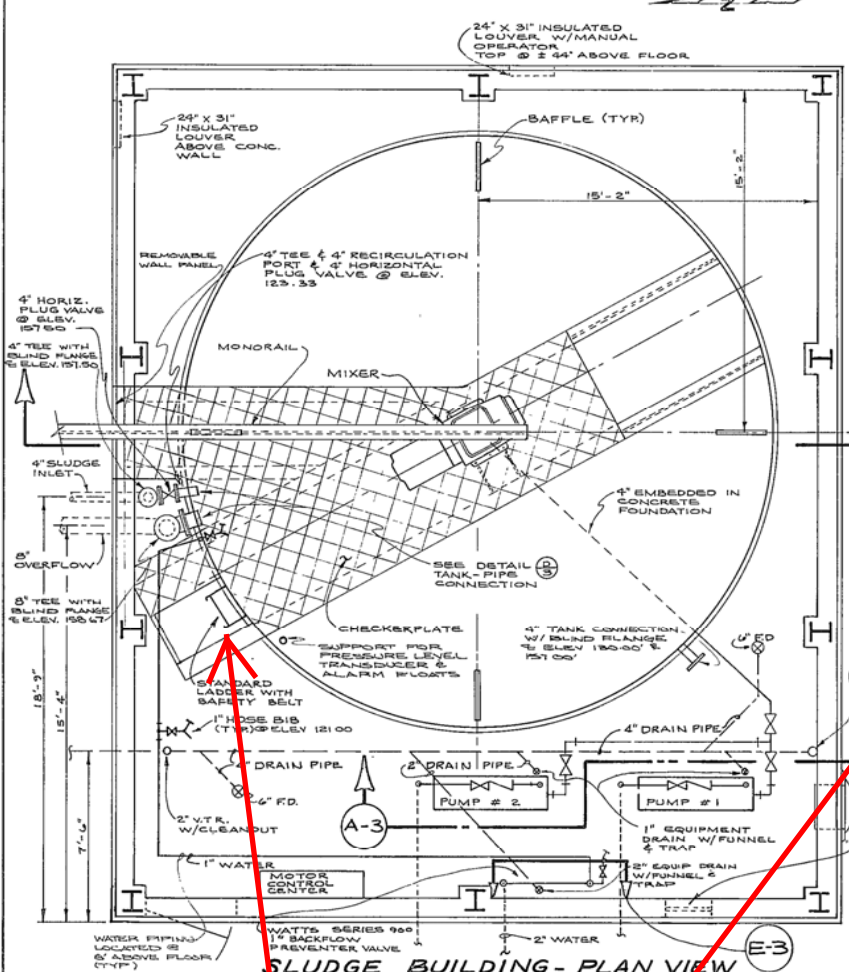 24" X 31" INSULATED
LOUVER W/MANUAL
OPERATOR
TOP @ ± 44" ABOVE FLOOR
24" X 31"
INSULATED
LOUVER
ABOVE CONC.
WALL
BAFFLE (TYP.)
15'-2"
15'-2"
REMOVABLE
WALL PANEL
4" TEE & 4" RECIRCULATION
PORT & 4" HORIZONTAL
PLUG VALVE @ ELEV.
123.33
4" HORIZ.
PLUG VALVE
@ ELEV.
157.50
4" TEE WITH
BLIND FLANGE
℄ ELEV. 157.50
MONORAIL
MIXER
4" SLUDGE
INLET
4" EMBEDDED IN
CONCRETE
FOUNDATION
8"
OVERFLOW
SEE DETAIL D/3
TANK-PIPE
CONNECTION
8" TEE WITH
BLIND FLANGE
℄ ELEV. 158.67
CHECKERPLATE
4" TANK CONNECTION
W/ BLIND FLANGE
℄ ELEV 130.00' &
157.00'
6" F.D
SUPPORT FOR
PRESSURE LEVEL
TRANSDUCER &
ALARM FLOATS
STANDARD
LADDER WITH
SAFETY BELT
18'-9"
15'-4"
1" HOSE BIB
(TYP.) @ ELEV 121.00
4" DRAIN PIPE
4" DRAIN PIPE
2" DRAIN PIPE
6" F.D.
PUMP # 2
PUMP # 1
2" V.T.R.
W/CLEANOUT
A-3
7'-6"
1" EQUIPMENT
DRAIN W/FUNNEL
& TRAP
1" WATER
2" EQUIP DRAIN
W/FUNNEL &
TRAP
MOTOR
CONTROL
CENTER
WATER PIPING
LOCATED @
6' ABOVE FLOOR
(TYP)
WATTS SERIES 900
1" BACKFLOW
PREVENTER VALVE
2" WATER
E-3
SLUDGE BUILDING - PLAN VIEW